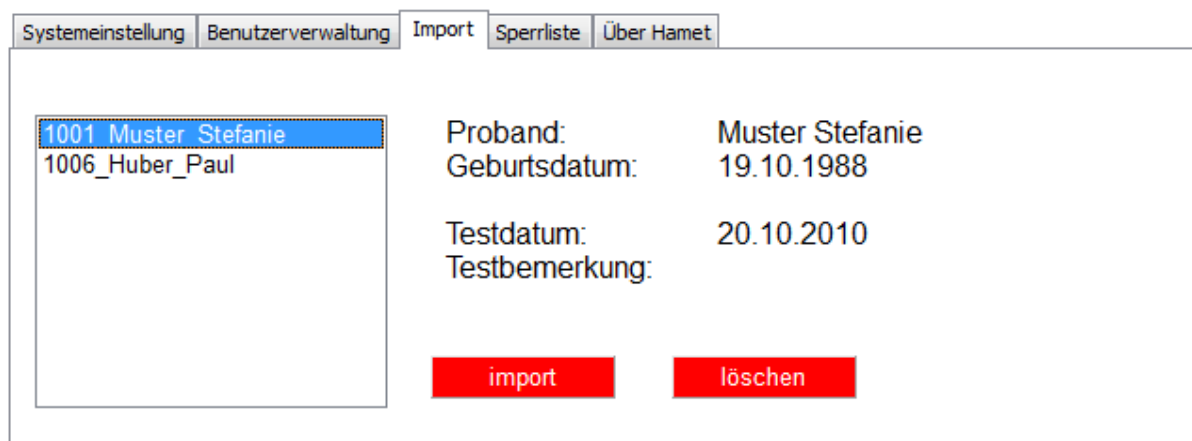 Systemeinstellung Benutzerverwaltung Import Sperrliste Über Hamet
1001_Muster_Stefanie
1006_Huber_Paul
Proband: Muster Stefanie
Geburtsdatum: 19.10.1988
Testdatum: 20.10.2010
Testbemerkung:
import löschen